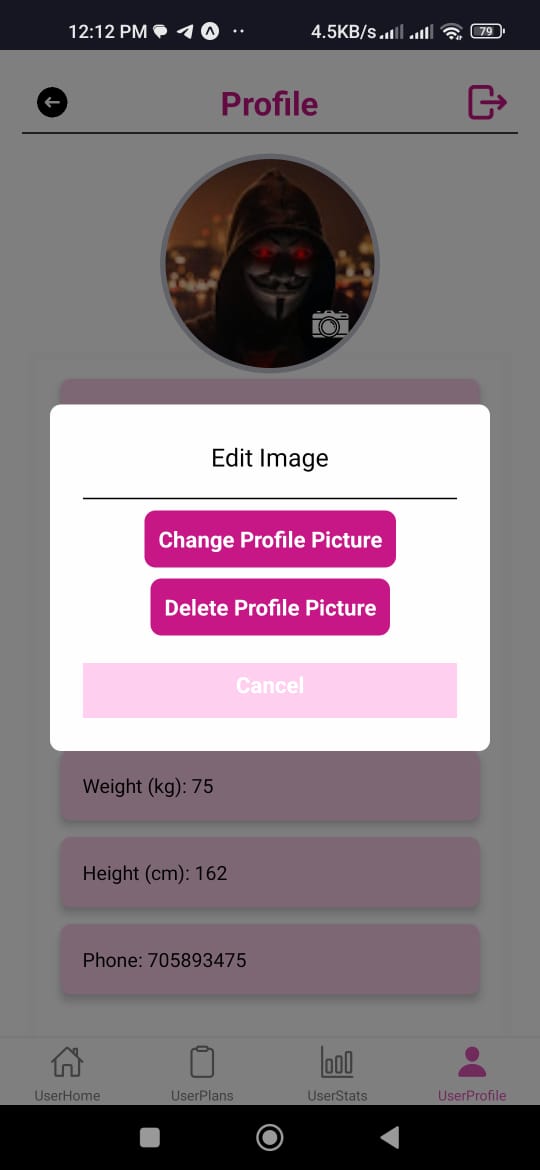 12:12 PM 4.5KB/s 79
Profile
Edit Image
Change Profile Picture
Delete Profile Picture
Cancel
Weight (kg): 75
Height (cm): 162
Phone: 705893475
UserHome UserPlans UserStats UserProfile